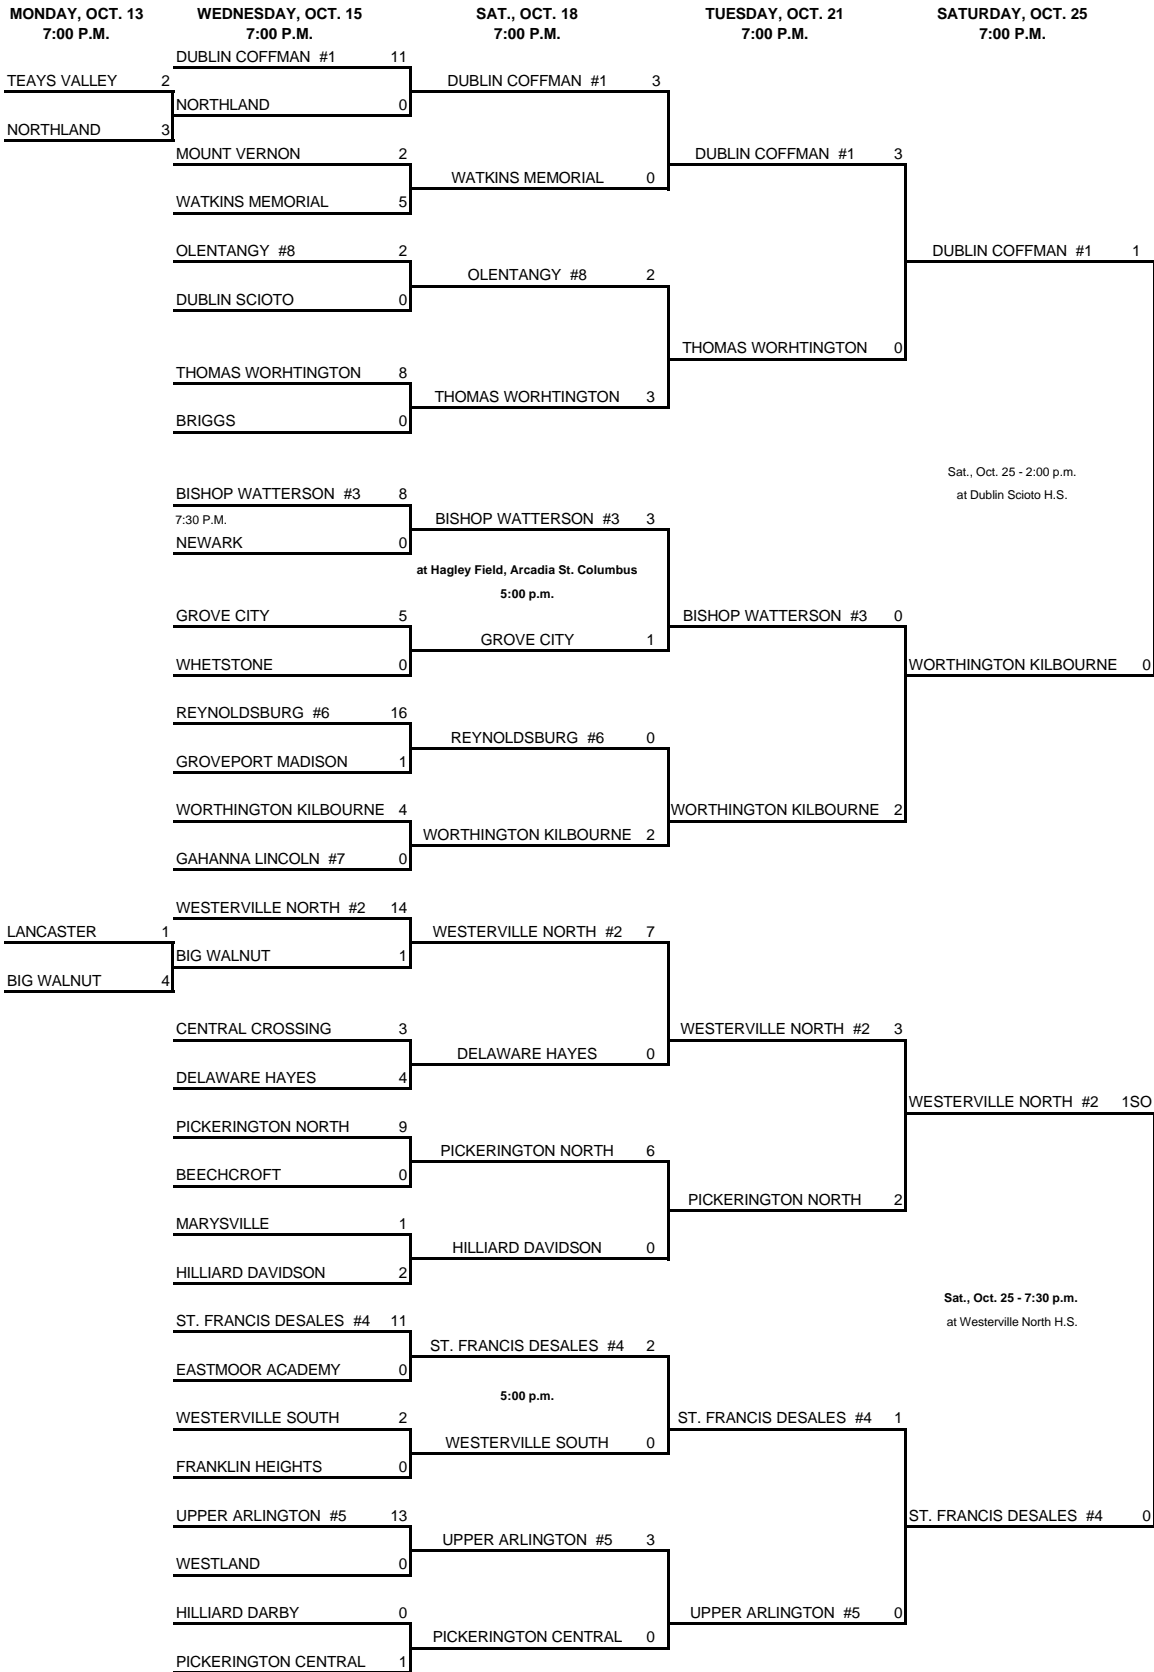 MONDAY, OCT. 13 WEDNESDAY, OCT. 15 SAT., OCT. 18 TUESDAY, OCT. 21 SATURDAY, OCT. 25
7:00 P.M. 7:00 P.M. 7:00 P.M. 7:00 P.M. 7:00 P.M.
DUBLIN COFFMAN #1 11
TEAYS VALLEY 2 DUBLIN COFFMAN #1 3
NORTHLAND 0
NORTHLAND 3
MOUNT VERNON 2 DUBLIN COFFMAN #1 3
WATKINS MEMORIAL 0
WATKINS MEMORIAL 5
OLENTANGY #8 2 DUBLIN COFFMAN #1 1
OLENTANGY #8 2
DUBLIN SCIOTO 0
THOMAS WORHTINGTON 0
THOMAS WORHTINGTON 8
THOMAS WORHTINGTON 3
BRIGGS 0
Sat., Oct. 25 - 2:00 p.m.
BISHOP WATTERSON #3 8 at Dublin Scioto H.S.
7:30 P.M. BISHOP WATTERSON #3 3
NEWARK 0
at Hagley Field, Arcadia St. Columbus
5:00 p.m.
GROVE CITY 5 BISHOP WATTERSON #3 0
GROVE CITY 1
WHETSTONE 0 WORTHINGTON KILBOURNE 0
REYNOLDSBURG #6 16
REYNOLDSBURG #6 0
GROVEPORT MADISON 1
WORTHINGTON KILBOURNE 4 WORTHINGTON KILBOURNE 2
WORTHINGTON KILBOURNE 2
GAHANNA LINCOLN #7 0
WESTERVILLE NORTH #2 14
LANCASTER 1 WESTERVILLE NORTH #2 7
BIG WALNUT 1
BIG WALNUT 4
CENTRAL CROSSING 3 WESTERVILLE NORTH #2 3
DELAWARE HAYES 0
DELAWARE HAYES 4
WESTERVILLE NORTH #2 1SO
PICKERINGTON NORTH 9
PICKERINGTON NORTH 6
BEECHCROFT 0
PICKERINGTON NORTH 2
MARYSVILLE 1
HILLIARD DAVIDSON 0
HILLIARD DAVIDSON 2
Sat., Oct. 25 - 7:30 p.m.
ST. FRANCIS DESALES #4 11 at Westerville North H.S.
ST. FRANCIS DESALES #4 2
EASTMOOR ACADEMY 0
5:00 p.m.
WESTERVILLE SOUTH 2 ST. FRANCIS DESALES #4 1
WESTERVILLE SOUTH 0
FRANKLIN HEIGHTS 0
UPPER ARLINGTON #5 13 ST. FRANCIS DESALES #4 0
UPPER ARLINGTON #5 3
WESTLAND 0
HILLIARD DARBY 0 UPPER ARLINGTON #5 0
PICKERINGTON CENTRAL 0
PICKERINGTON CENTRAL 1